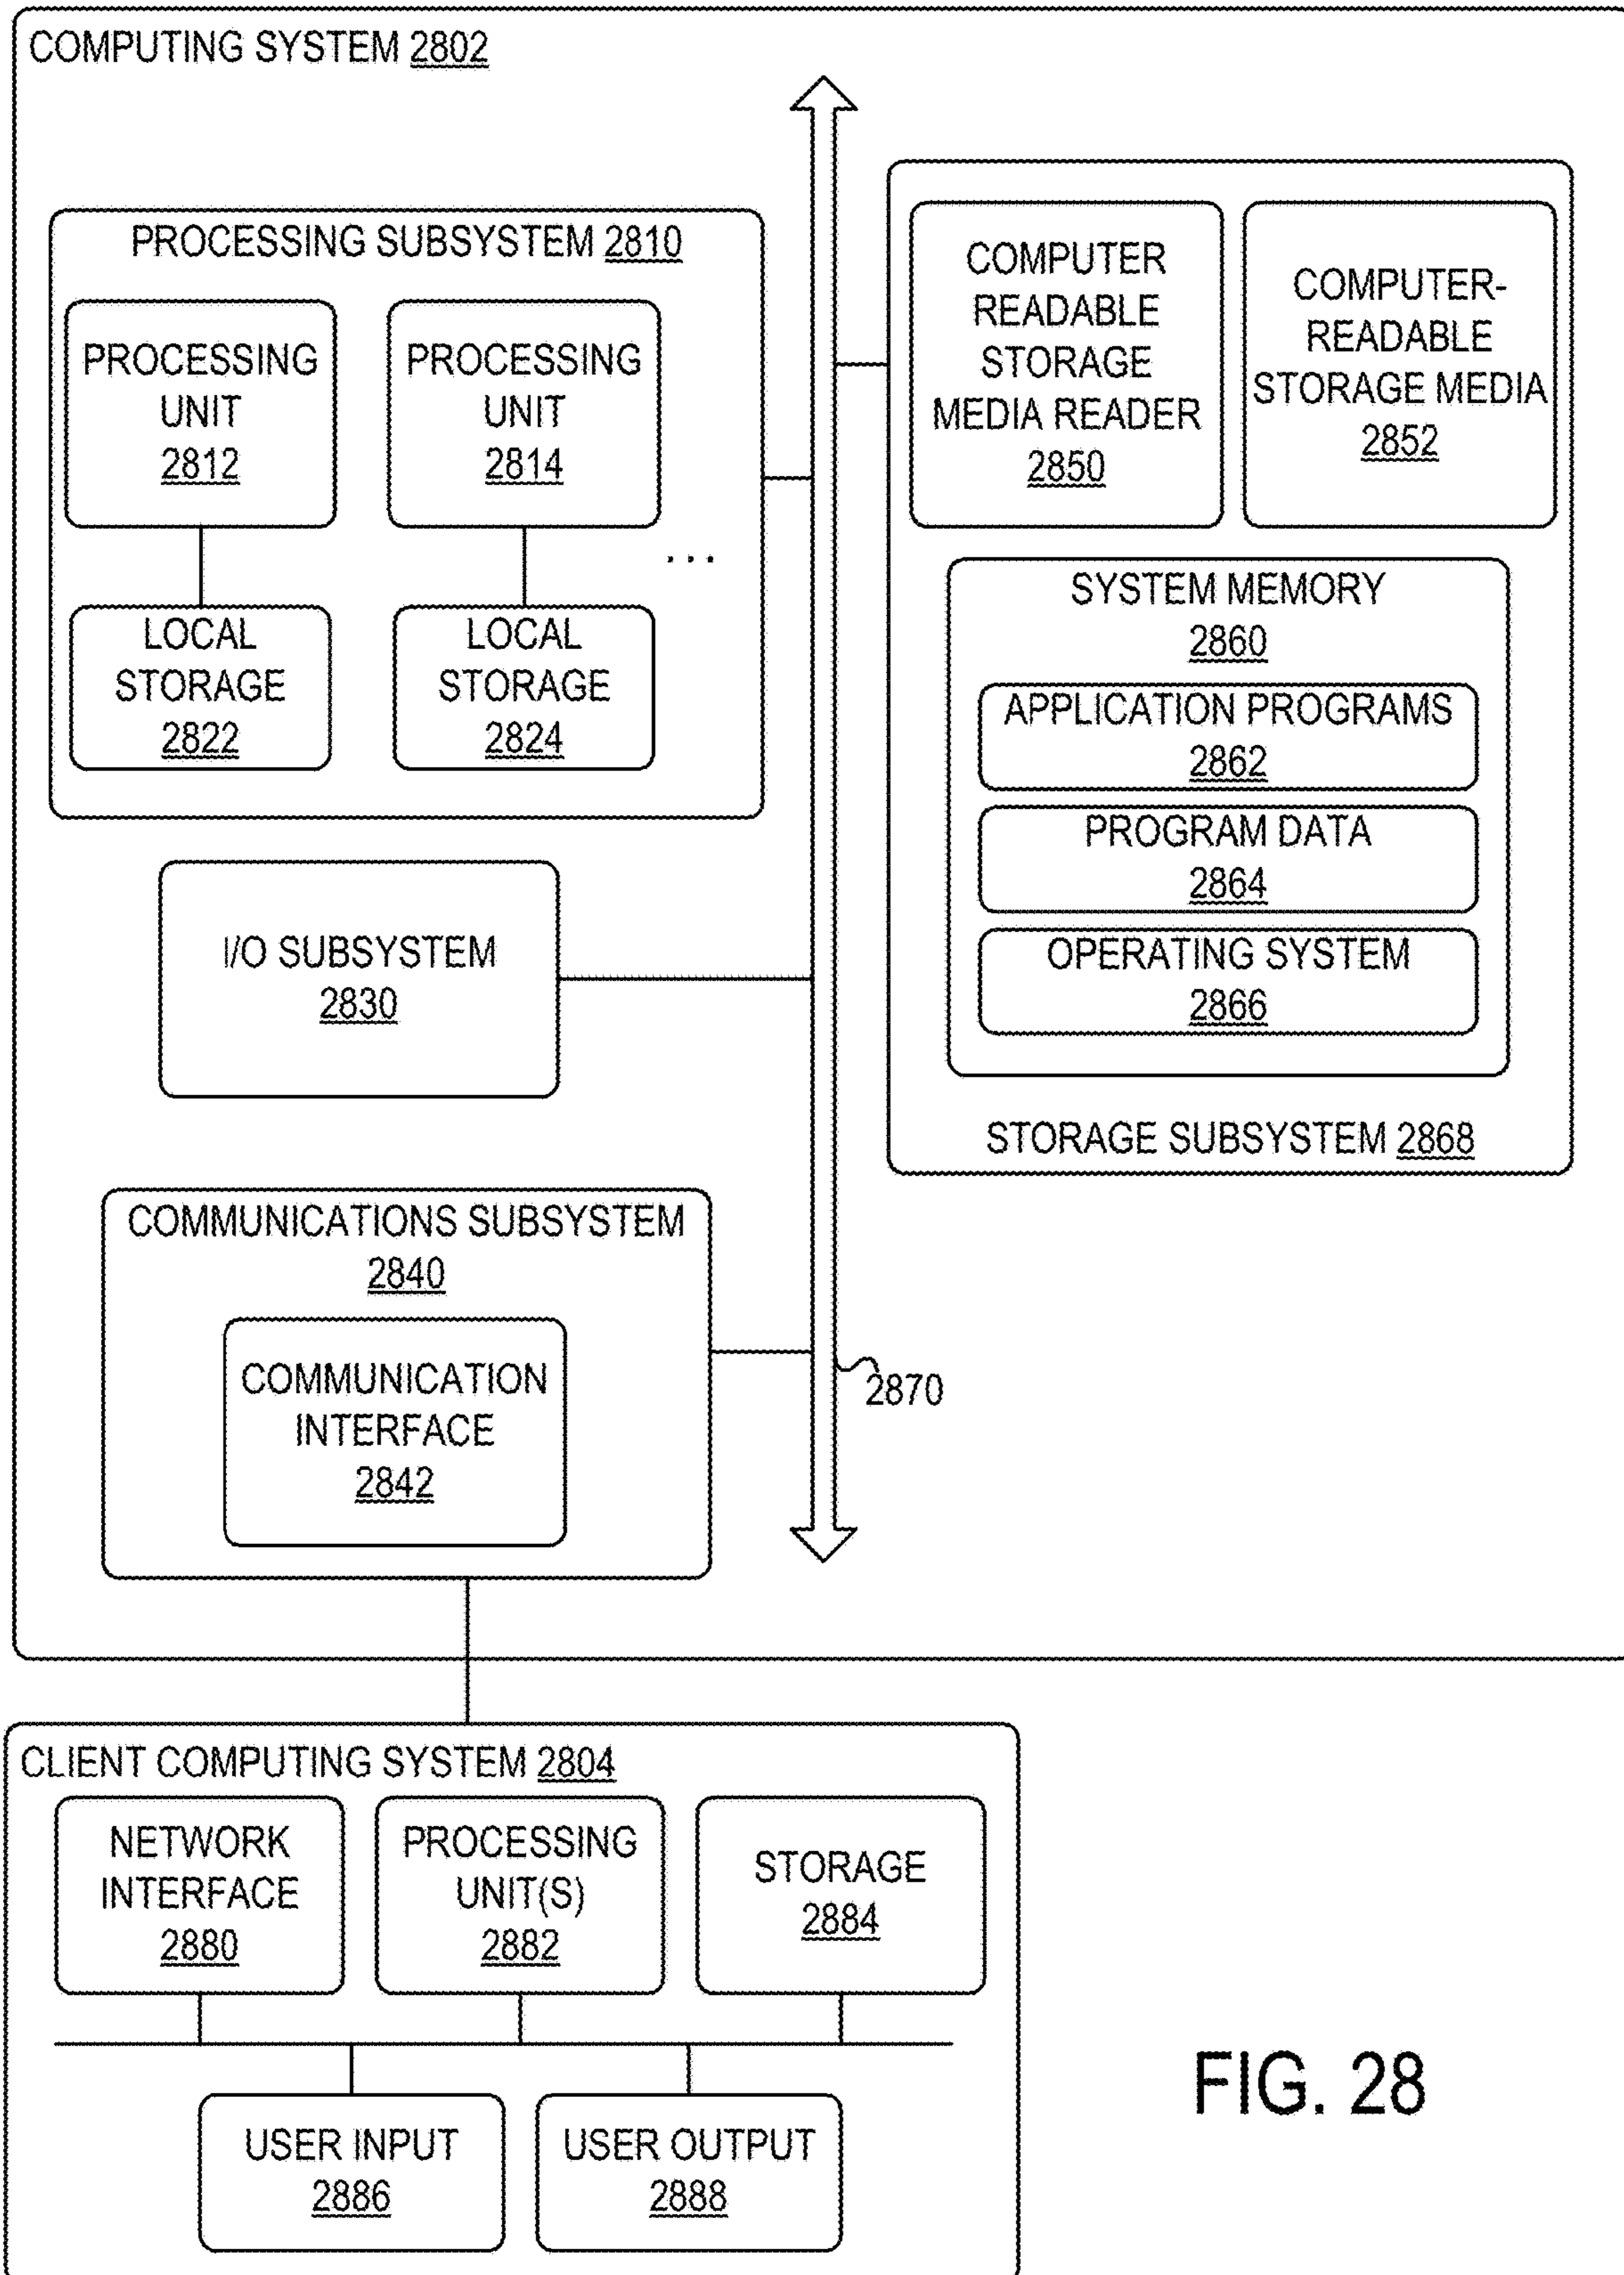 COMPUTING SYSTEM 2802
PROCESSING SUBSYSTEM 2810
PROCESSING
UNIT
2812
PROCESSING
UNIT
2814
. . .
LOCAL
STORAGE
2822
LOCAL
STORAGE
2824
I/O SUBSYSTEM
2830
COMMUNICATIONS SUBSYSTEM
2840
COMMUNICATION
INTERFACE
2842
COMPUTER
READABLE
STORAGE
MEDIA READER
2850
COMPUTER-
READABLE
STORAGE MEDIA
2852
SYSTEM MEMORY
2860
APPLICATION PROGRAMS
2862
PROGRAM DATA
2864
OPERATING SYSTEM
2866
STORAGE SUBSYSTEM 2868
2870
CLIENT COMPUTING SYSTEM 2804
NETWORK
INTERFACE
2880
PROCESSING
UNIT(S)
2882
STORAGE
2884
USER INPUT
2886
USER OUTPUT
2888
FIG. 28